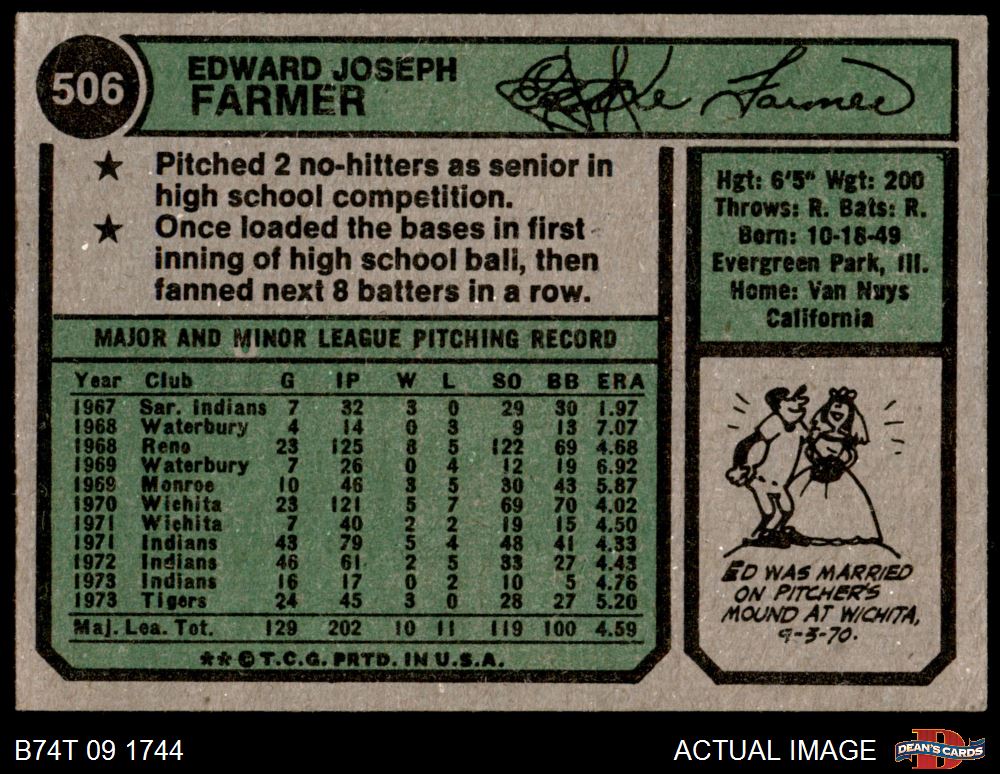 506
EDWARD JOSEPH
FARMER
Farmer
★ Pitched 2 no-hitters as senior in
high school competition.
★ Once loaded the bases in first
inning of high school ball, then
fanned next 8 batters in a row.
Hgt: 6'5" Wgt: 200
Throws: R. Bats: R.
Born: 10-18-49
Evergreen Park, Ill.
Home: Van Nuys
California
MAJOR AND MINOR LEAGUE PITCHING RECORD
Year Club G IP W L SO BB ERA
1967 Sar. Indians 7 32 3 0 29 30 1.97
1968 Waterbury 4 14 0 3 9 13 7.07
1968 Reno 23 125 8 5 122 69 4.68
1969 Waterbury 7 26 0 4 12 19 6.92
1969 Monroe 10 46 3 5 30 43 5.87
1970 Wichita 23 121 5 7 69 70 4.02
1971 Wichita 7 40 2 2 19 15 4.50
1971 Indians 43 79 5 4 48 41 4.33
1972 Indians 46 61 2 5 33 27 4.43
1973 Indians 16 17 0 2 10 5 4.76
1973 Tigers 24 45 3 0 28 27 5.20
Maj. Lea. Tot. 129 202 10 11 119 100 4.59
** © T.C.G. PRTD. IN U.S.A.
ED WAS MARRIED
ON PITCHER'S
MOUND AT WICHITA,
9-3-70.
B74T 09 1744
ACTUAL IMAGE
DEAN'S CARDS